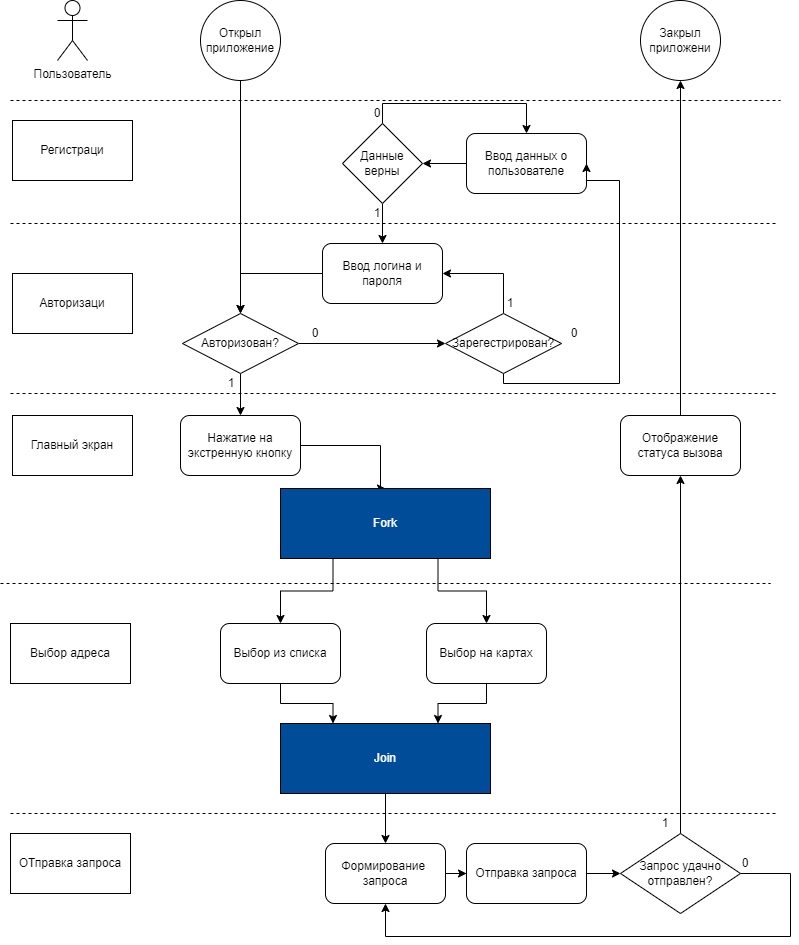 Открыл
приложение
Закрыл
приложени
Пользователь
0
Регистраци
Данные
верны
Ввод данных о
пользователе
1
Ввод логина и
пароля
Авторизаци
1
0
0
Авторизован?
Зарегестрирован?
1
Главный экран
Нажатие на
экстренную кнопку
Отображение
статуса вызова
Fork
Выбор адреса
Выбор из списка
Выбор на картах
Join
1
ОТправка запроса
Формирование
запроса
Отправка запроса
Запрос удачно
отправлен?
0